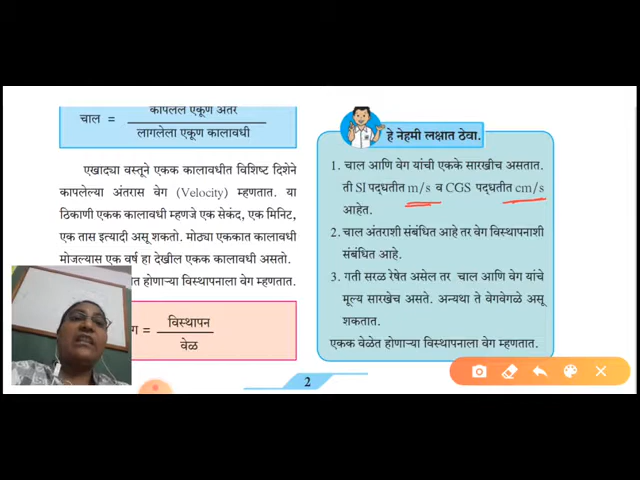 कापलेले एकूण अंतर
चाल =
लागलेला एकूण कालावधी
एखाद्या वस्तूने एकक कालावधीत विशिष्ट दिशेने
कापलेल्या अंतरास वेग (Velocity) म्हणतात. या
ठिकाणी एकक कालावधी म्हणजे एक सेकंद, एक मिनिट,
एक तास इत्यादी असू शकतो. मोठ्या एककात कालावधी
मोजल्यास एक वर्ष हा देखील एकक कालावधी असतो.
होणाऱ्या विस्थापनाला वेग म्हणतात.
विस्थापन
=
वेळ
हे नेहमी लक्षात ठेवा.
1. चाल आणि वेग यांची एकके सारखीच असतात.
ती SI पद्धतीत m/s व CGS पद्धतीत cm/s
आहेत.
2. चाल अंतराशी संबंधित आहे तर वेग विस्थापनाशी
संबंधित आहे.
3. गती सरळ रेषेत असेल तर चाल आणि वेग यांचे
मूल्य सारखेच असते. अन्यथा ते वेगवेगळे असू
शकतात.
एकक वेळेत होणाऱ्या विस्थापनाला वेग म्हणतात.
2